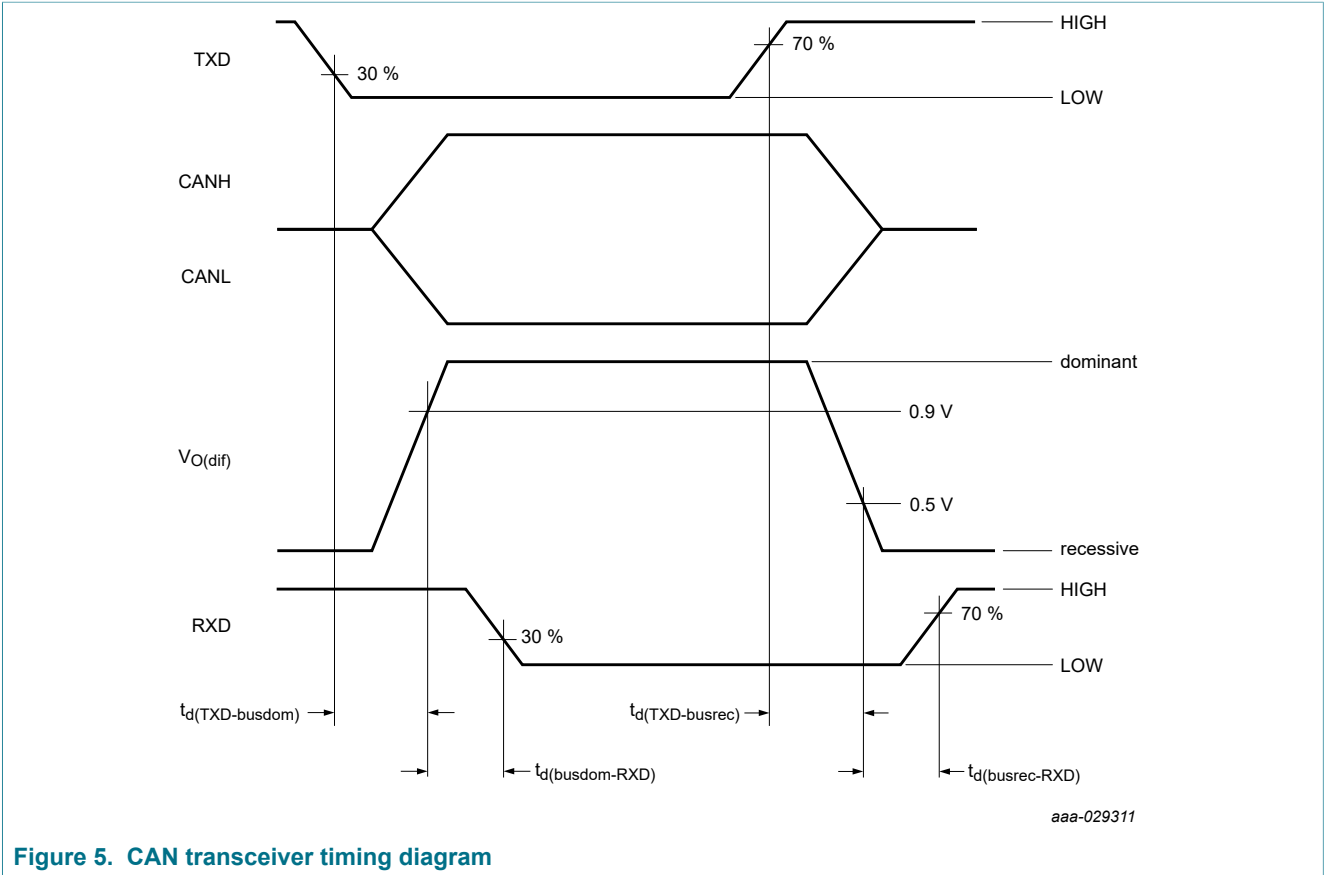 HIGH
TXD
70 %
30 %
LOW
CANH
CANL
dominant
0.9 V
VO(dif)
0.5 V
recessive
HIGH
RXD
70 %
30 %
LOW
td(TXD-busdom)
td(TXD-busrec)
td(busdom-RXD)
td(busrec-RXD)
aaa-029311
Figure 5. CAN transceiver timing diagram